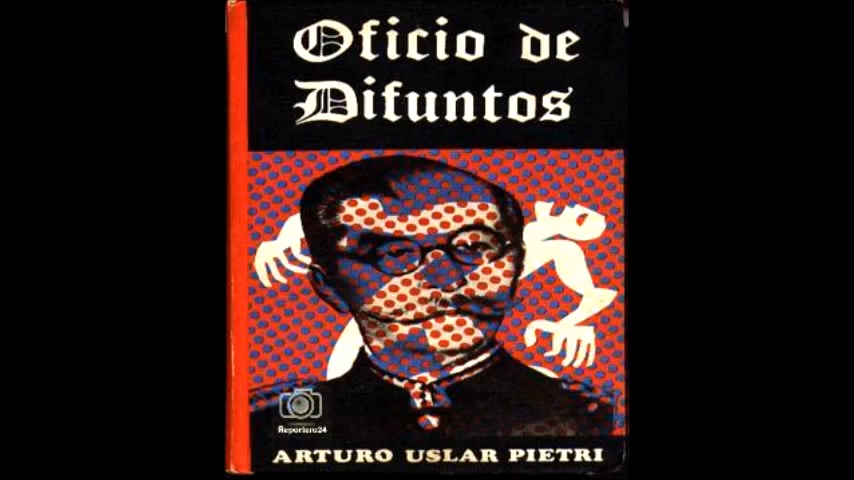 Oficio de
Difuntos
Reportero24
ARTURO USLAR PIETRI